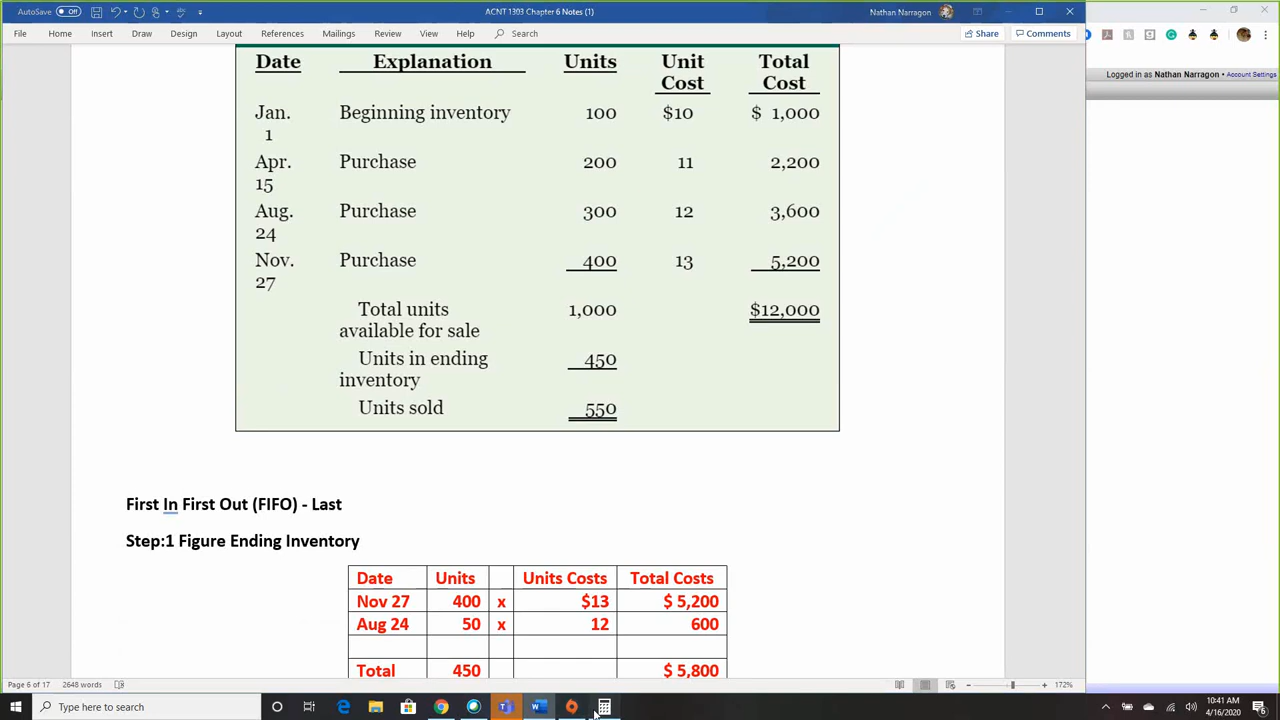 AutoSave Off ACNT 1303 Chapter 6 Notes (1) Nathan Narragon
File Home Insert Draw Design Layout References Mailings Review View Help Search Share Comments
Logged in as Nathan Narragon • Account Settings
Date Explanation Units Unit Cost Total Cost
Jan. 1 Beginning inventory 100 $10 $ 1,000
Apr. 15 Purchase 200 11 2,200
Aug. 24 Purchase 300 12 3,600
Nov. 27 Purchase 400 13 5,200
Total units available for sale 1,000 $12,000
Units in ending inventory 450
Units sold 550
First In First Out (FIFO) - Last
Step:1 Figure Ending Inventory
Date Units Units Costs Total Costs
Nov 27 400 x $13 $ 5,200
Aug 24 50 x 12 600
Total 450 $ 5,800
Page 6 of 17 2648 words 172%
Type here to search
10:41 AM
4/16/2020